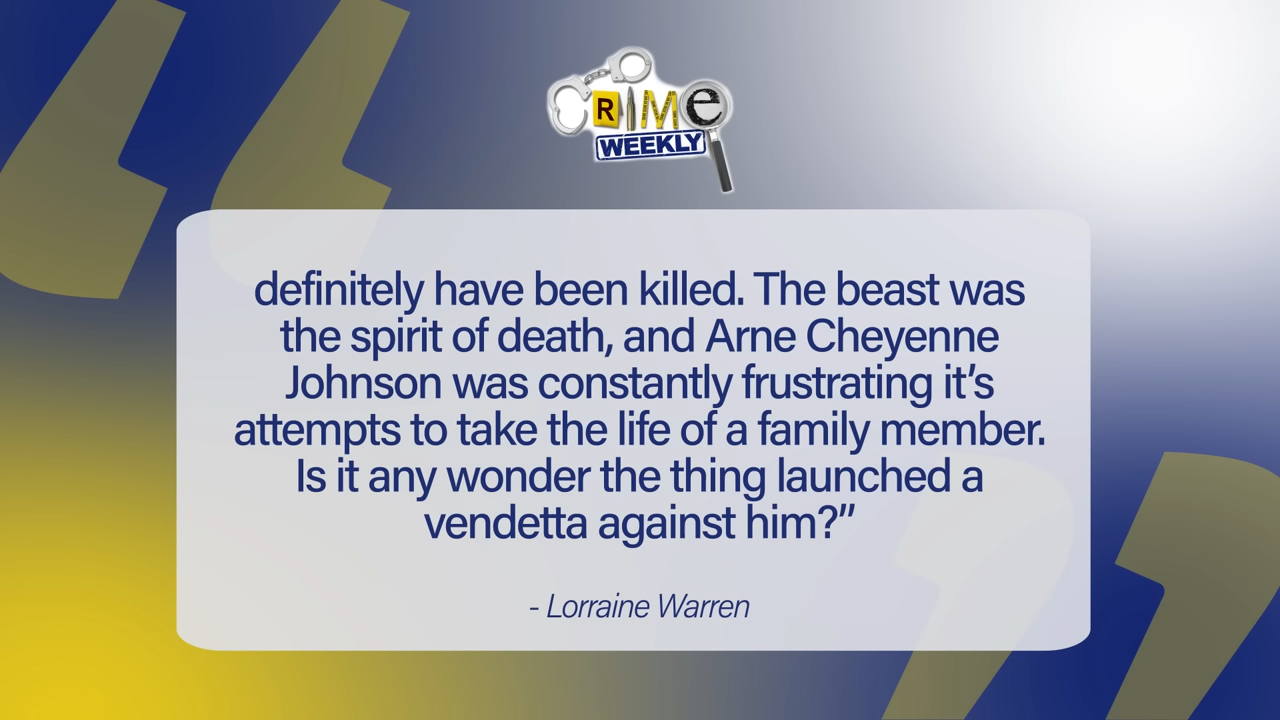 CRIME
WEEKLY
definitely have been killed. The beast was
the spirit of death, and Arne Cheyenne
Johnson was constantly frustrating it’s
attempts to take the life of a family member.
Is it any wonder the thing launched a
vendetta against him?”
- Lorraine Warren